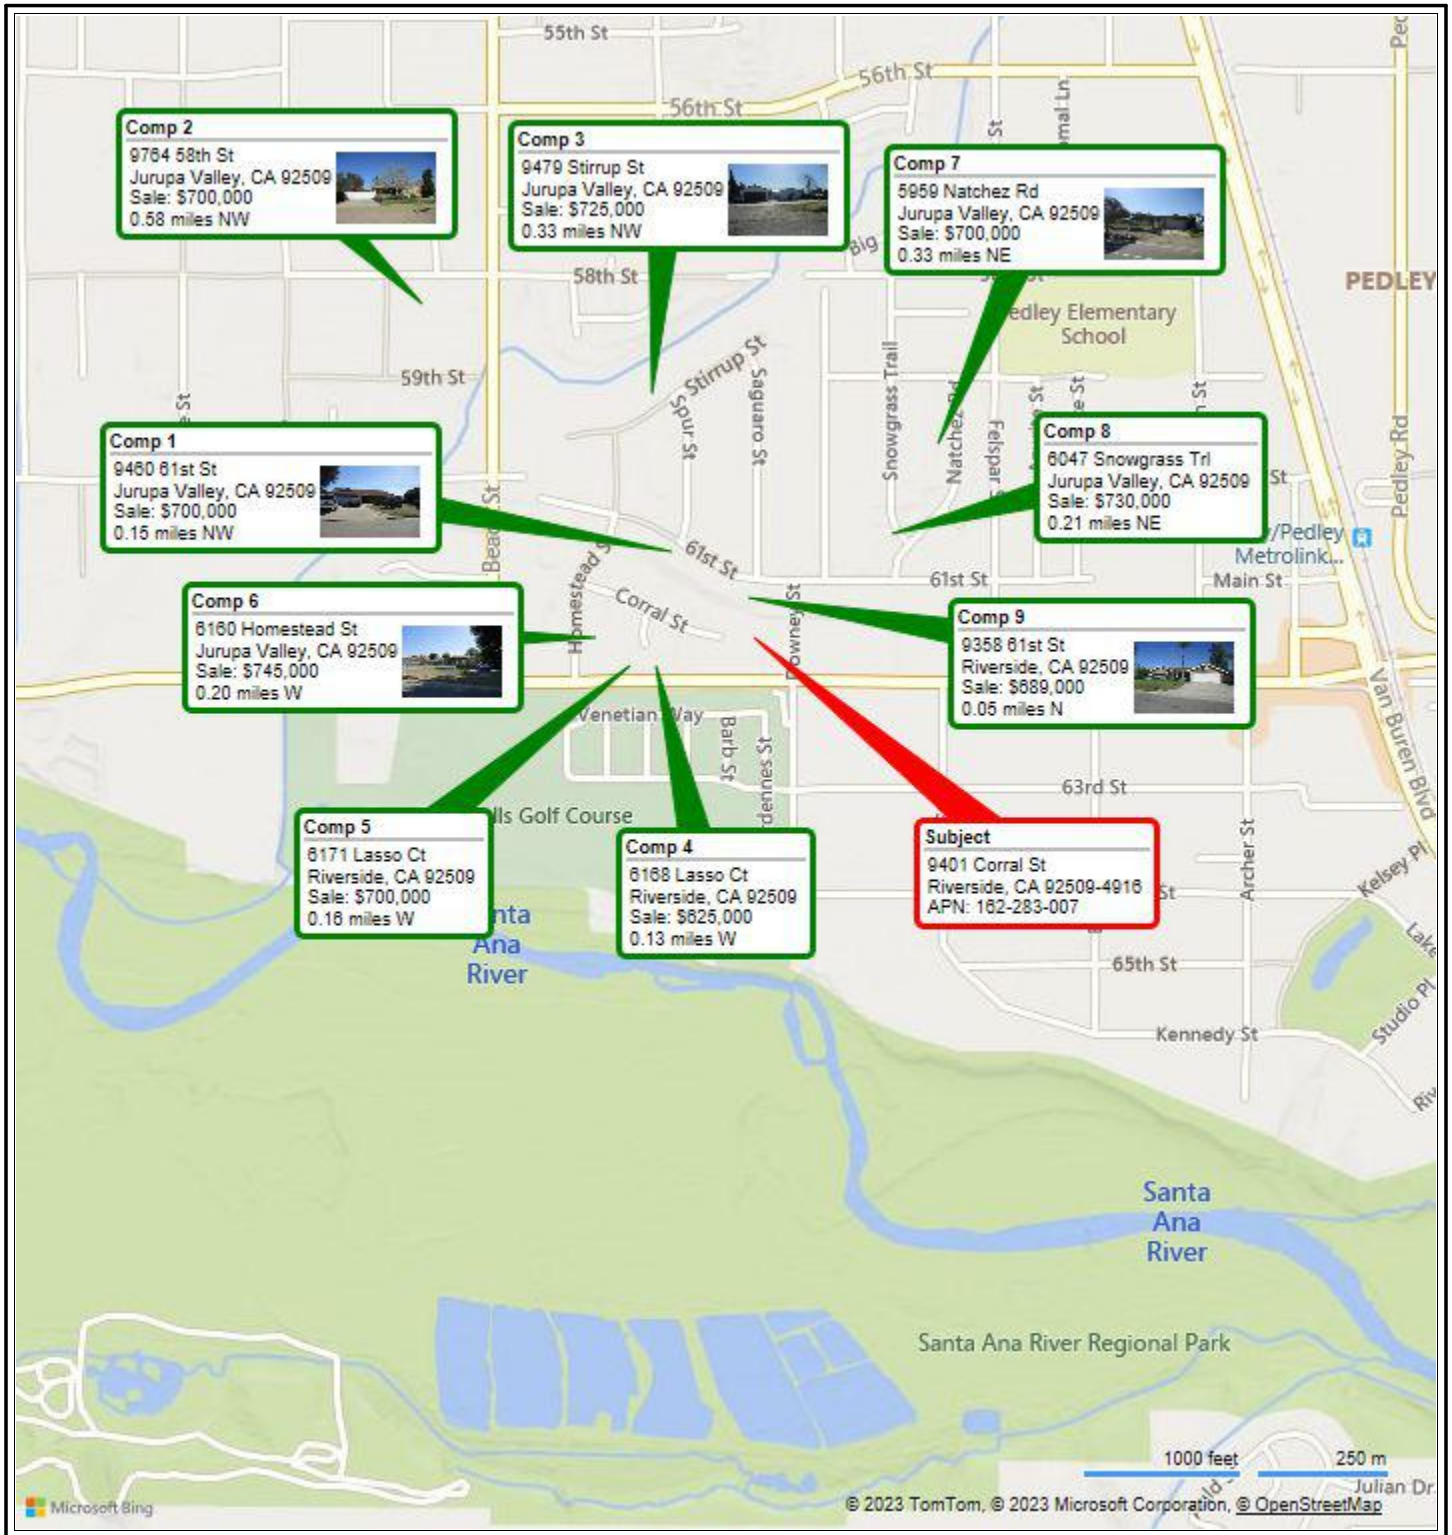 55th St
56th St
56th St
Comp 2
9764 58th St
Jurupa Valley, CA 92509
Sale: $700,000
0.58 miles NW
Comp 3
9479 Stirrup St
Jurupa Valley, CA 92509
Sale: $725,000
0.33 miles NW
Comp 7
5959 Natchez Rd
Jurupa Valley, CA 92509
Sale: $700,000
0.33 miles NE
58th St
Big
PEDLEY
edley Elementary
School
59th St
Stirrup St
Spur St
Saguaro St
Snowgrass Trail
Natchez Rd
Felspar S
Pedley Rd
Comp 1
9460 61st St
Jurupa Valley, CA 92509
Sale: $700,000
0.15 miles NW
Comp 8
6047 Snowgrass Trl
Jurupa Valley, CA 92509
Sale: $730,000
0.21 miles NE
St
y/Pedley
Metrolink...
61st St
61st St
Main St
Homestead S
Corral St
Downey St
Comp 6
6160 Homestead St
Jurupa Valley, CA 92509
Sale: $745,000
0.20 miles W
Comp 9
9358 61st St
Riverside, CA 92509
Sale: $689,000
0.05 miles N
Venetian Way
Barb St
rdennes St
Van Buren Blvd
63rd St
lls Golf Course
Comp 5
6171 Lasso Ct
Riverside, CA 92509
Sale: $700,000
0.16 miles W
Comp 4
6168 Lasso Ct
Riverside, CA 92509
Sale: $625,000
0.13 miles W
Subject
9401 Corral St
Riverside, CA 92509-4916
APN: 162-283-007
St
Archer St
Kelsey Pl
Lake
Studio Pl
Riv
nta
Ana
River
65th St
Kennedy St
Santa
Ana
River
Santa Ana River Regional Park
1000 feet
250 m
Julian Dr
Microsoft Bing
© 2023 TomTom, © 2023 Microsoft Corporation, © OpenStreetMap